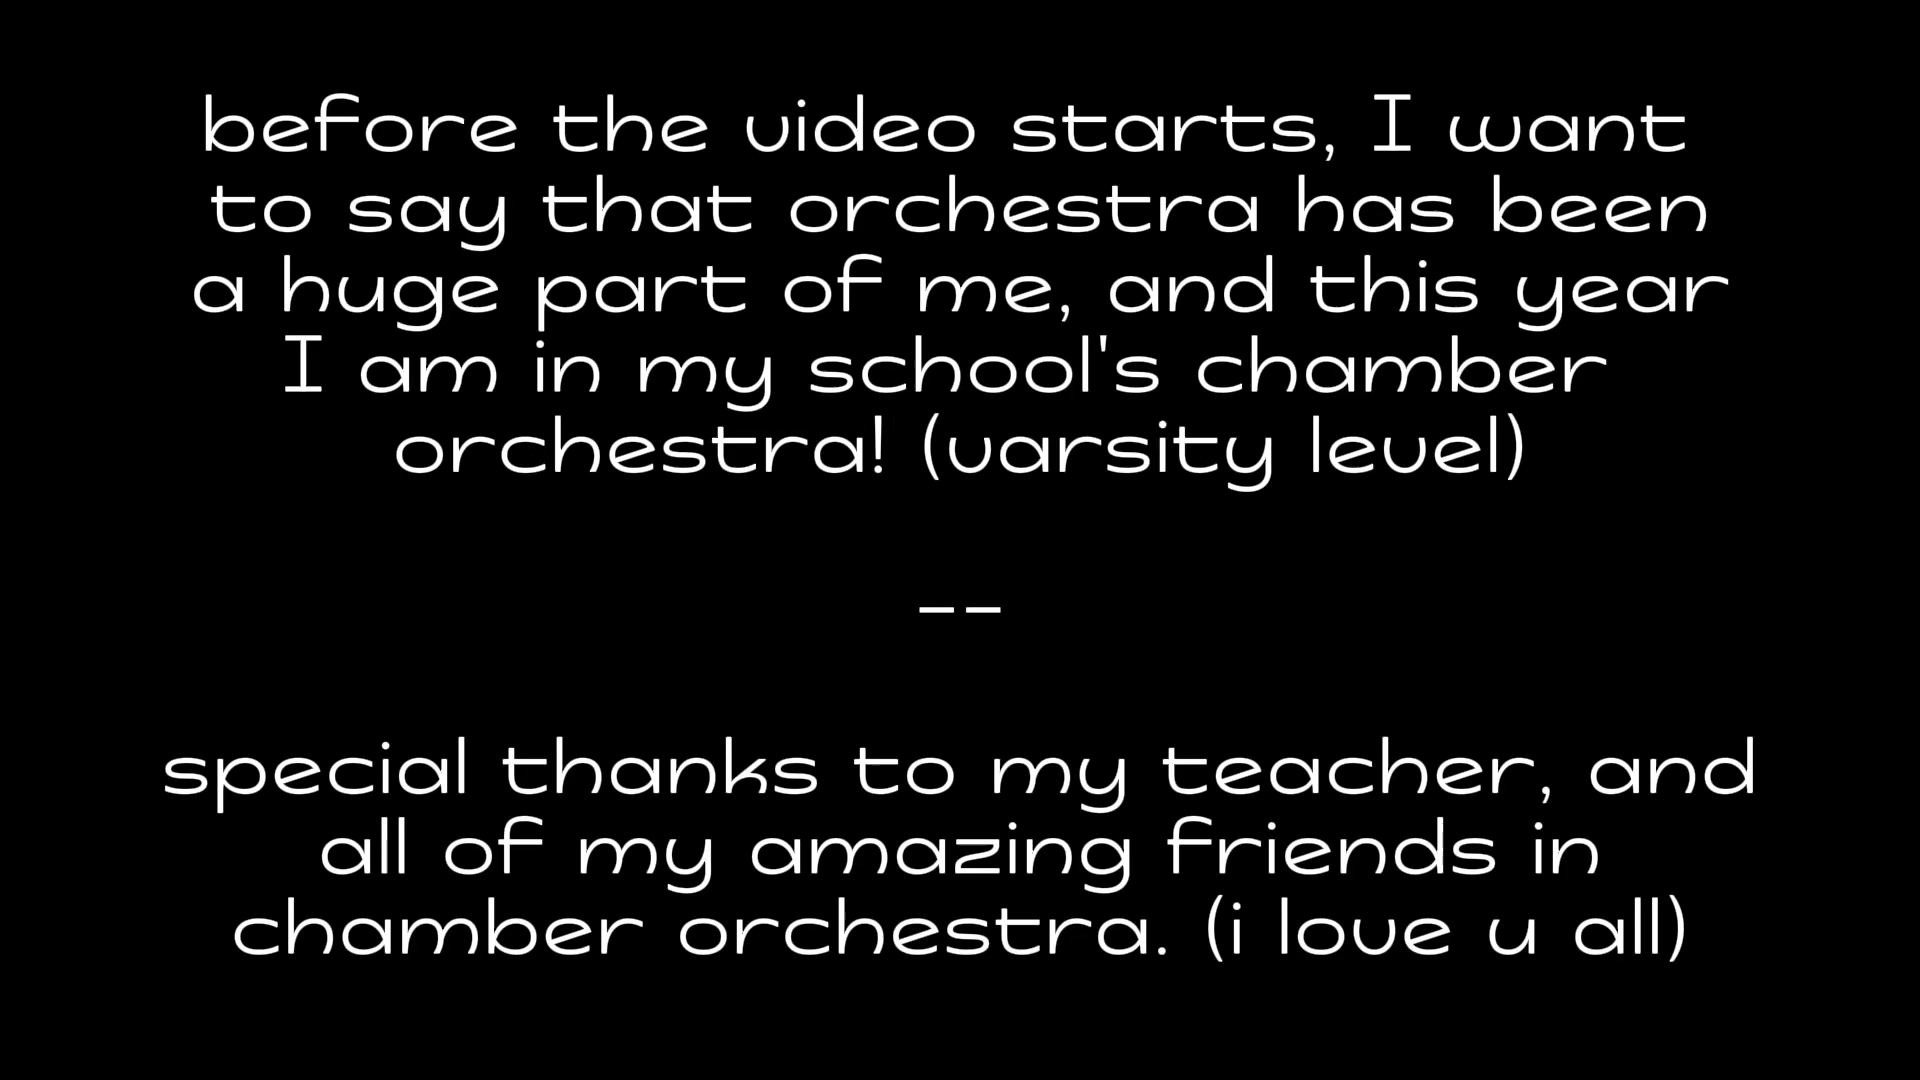 before the video starts, I want
to say that orchestra has been
a huge part of me, and this year
I am in my school's chamber
orchestra! (varsity level)
--
special thanks to my teacher, and
all of my amazing friends in
chamber orchestra. (i love u all)